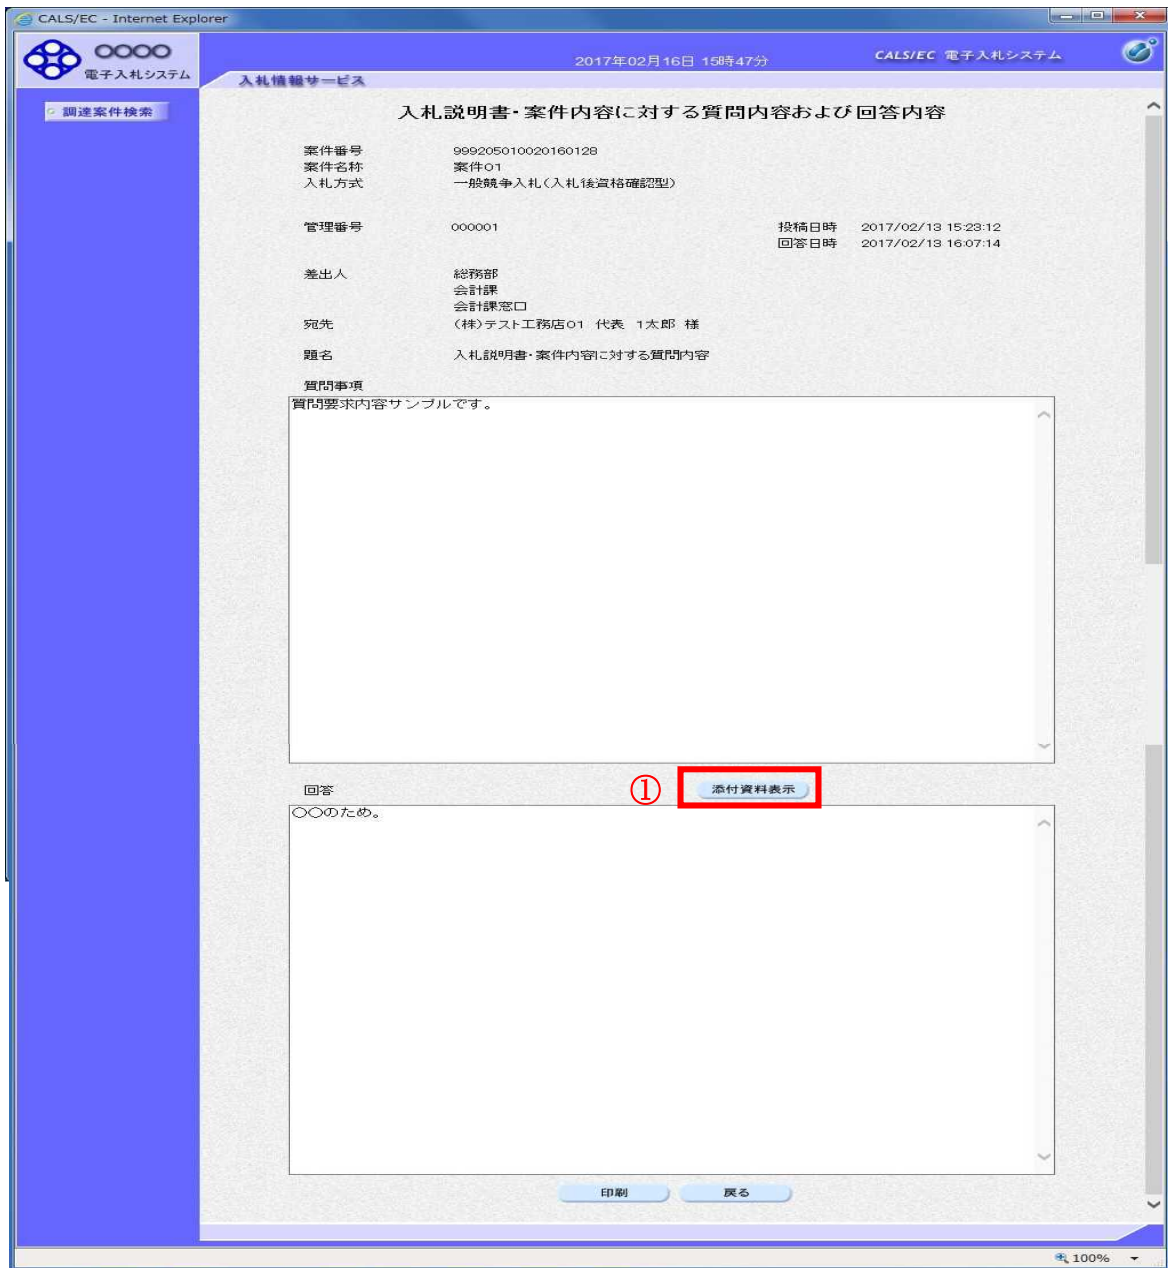 CALS/EC - Internet Explorer
OOOO
電子入札システム
2017年02月16日 15時47分
CALS/EC 電子入札システム
入札情報サービス
調達案件検索
入札説明書・案件内容に対する質問内容および回答内容
案件番号 999205010020160128
案件名称 案件01
入札方式 一般競争入札(入札後資格確認型)
管理番号 000001 投稿日時 2017/02/13 15:23:12
回答日時 2017/02/13 16:07:14
差出人 総務部
会計課
会計課窓口
宛先 (株)テスト工務店01 代表 1太郎 様
題名 入札説明書・案件内容に対する質問内容
質問事項
質問要求内容サンプルです。
回答 ① 添付資料表示
〇〇のため。
印刷 戻る
100%